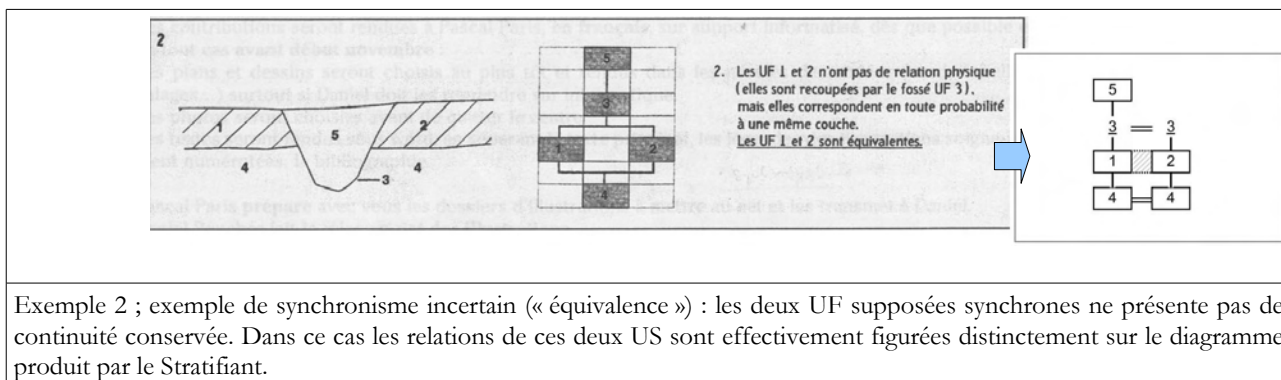 2
2. Les UF 1 et 2 n'ont pas de relation physique
(elles sont recoupées par le fossé UF 3),
mais elles correspondent en toute probabilité
à une même couche.
Les UF 1 et 2 sont équivalentes.
1
5
2
4
3
4
5
3
1
2
4
5
3
3
1
2
4
4
Exemple 2 ; exemple de synchronisme incertain (« équivalence ») : les deux UF supposées synchrones ne présente pas de
continuité conservée. Dans ce cas les relations de ces deux US sont effectivement figurées distinctement sur le diagramme
produit par le Stratifiant.